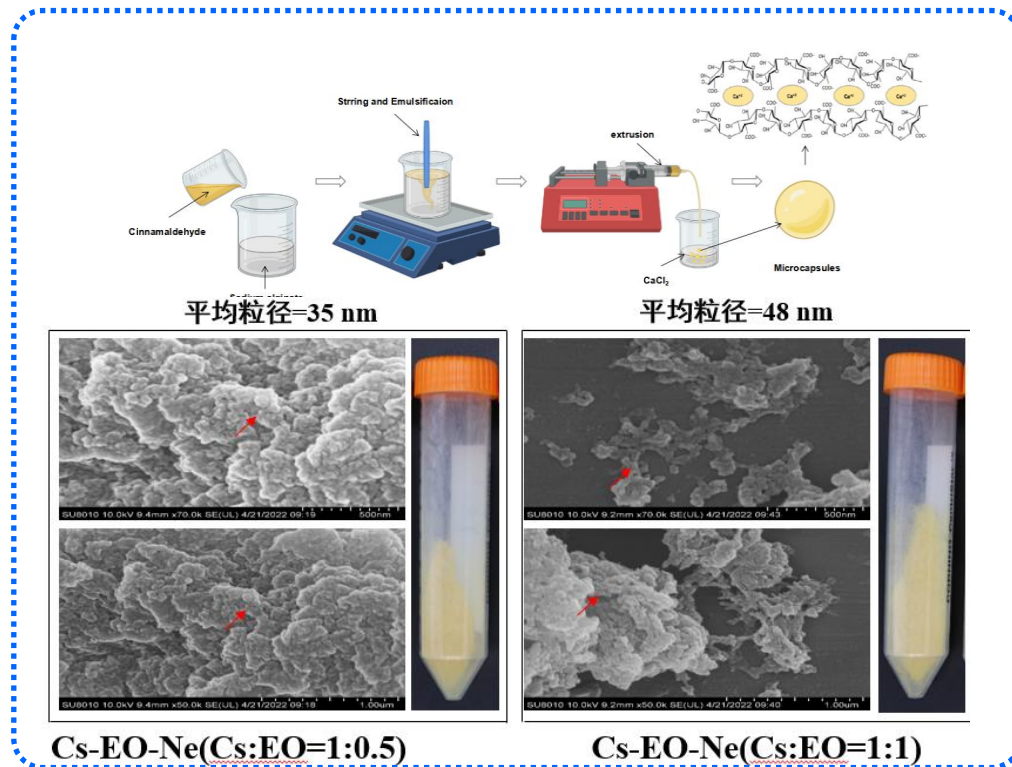 Strring and Emulsificaion
extrusion
Cinnamaldehyde
CaCl₂
Microcapsules
平均粒径=35 nm
平均粒径=48 nm
SU8010 10.0kV 9.4mm x70.0k SE(UL) 4/21/2022 09:19 500nm
SU8010 10.0kV 9.2mm x70.0k SE(UL) 4/21/2022 09:43 500nm
SU8010 10.0kV 9.4mm x50.0k SE(UL) 4/21/2022 09:18 1.00um
SU8010 10.0kV 9.2mm x50.0k SE(UL) 4/21/2022 09:40 1.00um
Cs-EO-Ne(Cs:EO=1:0.5)
Cs-EO-Ne(Cs:EO=1:1)